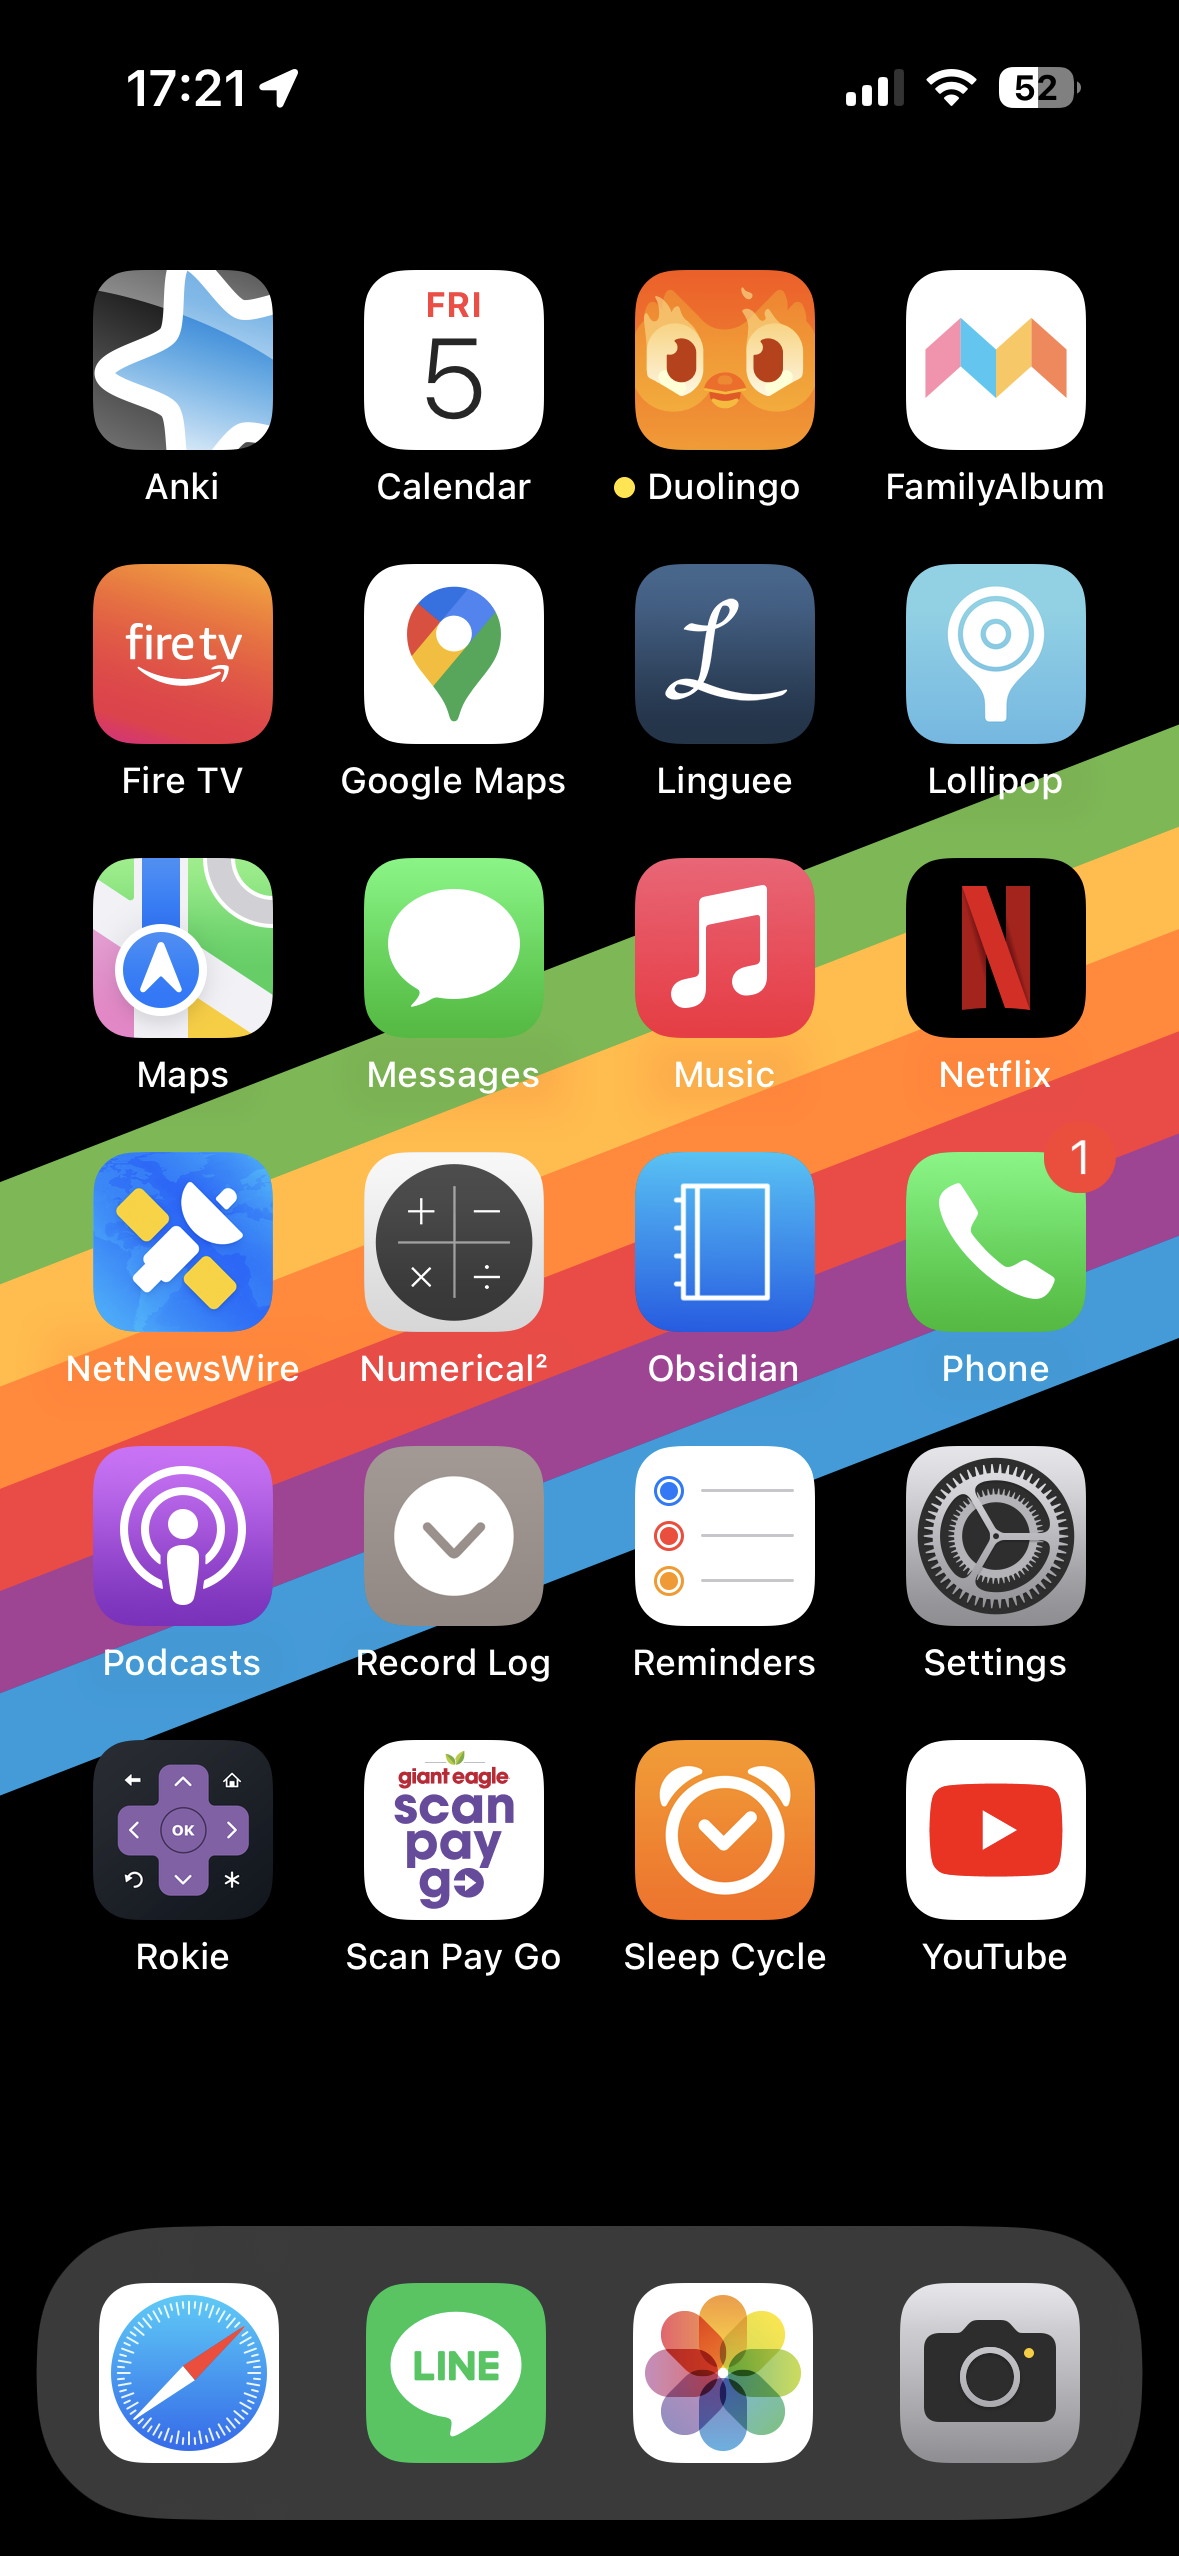 17:21
52
FRI
5
Anki
Calendar
Duolingo
FamilyAlbum
fire tv
L
Fire TV
Google Maps
Linguee
Lollipop
N
Maps
Messages
Music
Netflix
1
NetNewsWire
Numerical²
Obsidian
Phone
Podcasts
Record Log
Reminders
Settings
OK
giant eagle
scan
pay
go
Rokie
Scan Pay Go
Sleep Cycle
YouTube
LINE